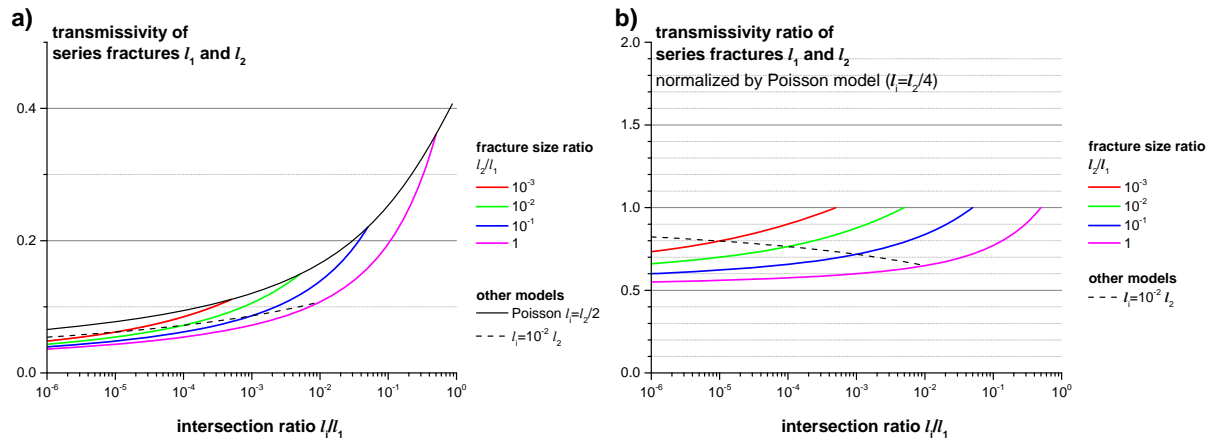 a)
transmissivity of
series fractures l₁ and l₂
0.4
0.2
0.0
10⁻⁶ 10⁻⁵ 10⁻⁴ 10⁻³ 10⁻² 10⁻¹ 10⁰
intersection ratio lᵢ/l₁
fracture size ratio
l₂/l₁
10⁻³
10⁻²
10⁻¹
1
other models
Poisson lᵢ=l₂/2
lᵢ=10⁻² l₂
b)
transmissivity ratio of
series fractures l₁ and l₂
normalized by Poisson model (lᵢ=l₂/4)
2.0
1.5
1.0
0.5
0.0
10⁻⁶ 10⁻⁵ 10⁻⁴ 10⁻³ 10⁻² 10⁻¹ 10⁰
intersection ratio lᵢ/l₁
fracture size ratio
l₂/l₁
10⁻³
10⁻²
10⁻¹
1
other models
lᵢ=10⁻² l₂